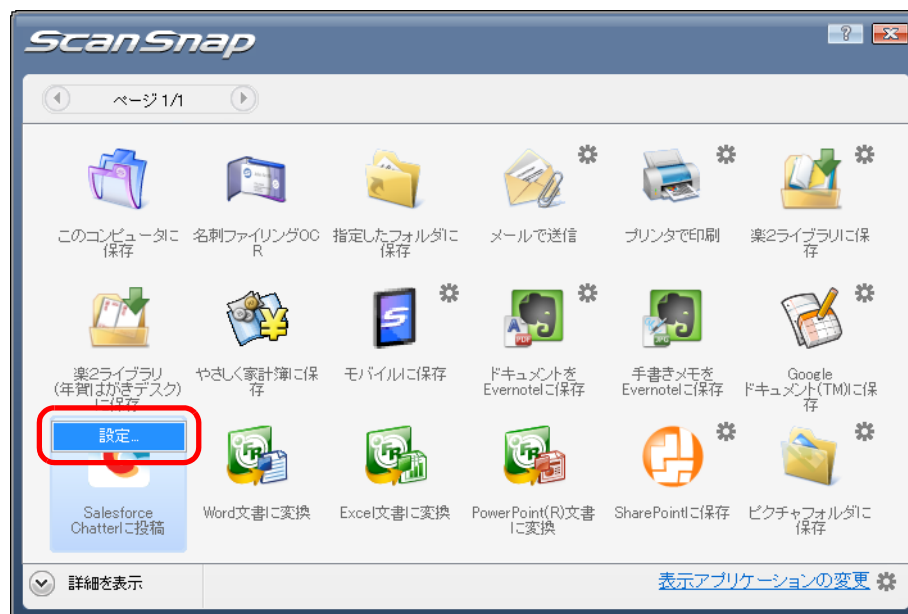 ScanSnap
ページ 1/1
このコンピュータに
保存
名刺ファイリングOC
R
指定したフォルダに
保存
メールで送信
プリンタで印刷
楽2ライブラリに保
存
楽2ライブラリ
(年賀はがきデスク)
に保存
やさしく家計簿に保
存
モバイルに保存
ドキュメントを
Evernoteに保存
手書きメモを
Evernoteに保存
Google
ドキュメント(TM)に保
存
設定...
Salesforce
Chatterに投稿
Word文書に変換
Excel文書に変換
PowerPoint(R)文書
に変換
SharePointに保存
ピクチャフォルダに
保存
詳細を表示
表示アプリケーションの変更